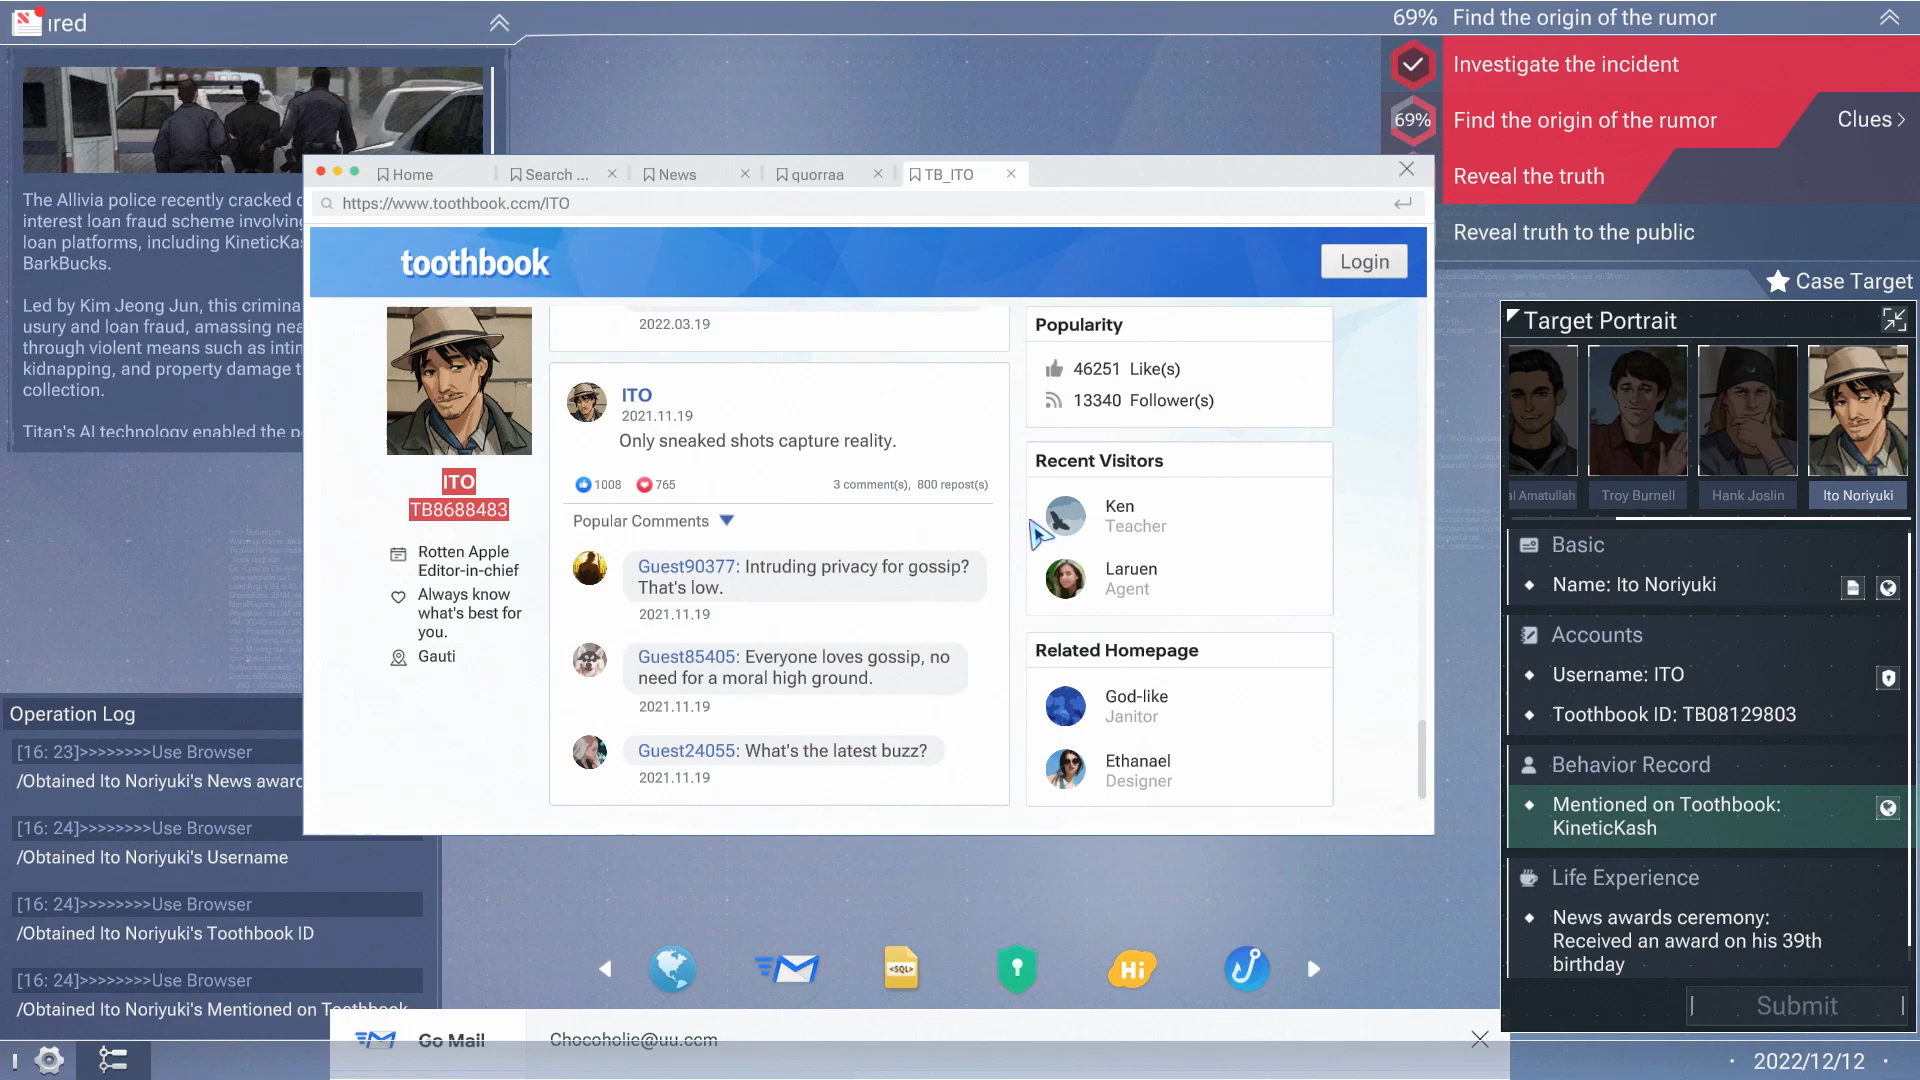 ired
69% Find the origin of the rumor
Investigate the incident
69%
Find the origin of the rumor
Clues >
Reveal the truth
Reveal truth to the public
Case Target
The Allivia police recently cracked
interest loan fraud scheme involving
loan platforms, including KineticKas
BarkBucks.
Led by Kim Jeong Jun, this crimina
usury and loan fraud, amassing nea
through violent means such as intin
kidnapping, and property damage t
collection.
Titan's AI technology enabled the p
Home
Search ...
News
quorraa
TB_ITO
https://www.toothbook.ccm/ITO
toothbook
Login
ITO
TB8688483
Rotten Apple
Editor-in-chief
Always know
what's best for
you.
Gauti
2022.03.19
ITO
2021.11.19
Only sneaked shots capture reality.
1008
765
3 comment(s), 800 repost(s)
Popular Comments
Guest90377: Intruding privacy for gossip?
That's low.
2021.11.19
Guest85405: Everyone loves gossip, no
need for a moral high ground.
2021.11.19
Guest24055: What's the latest buzz?
2021.11.19
Popularity
46251 Like(s)
13340 Follower(s)
Recent Visitors
Ken
Teacher
Laruen
Agent
Related Homepage
God-like
Janitor
Ethanael
Designer
Target Portrait
al Amatullah
Troy Burnell
Hank Joslin
Ito Noriyuki
Basic
Name: Ito Noriyuki
Accounts
Username: ITO
Toothbook ID: TB08129803
Behavior Record
Mentioned on Toothbook:
KineticKash
Life Experience
News awards ceremony:
Received an award on his 39th
birthday
Submit
Operation Log
[16: 23]>>>>>>>>Use Browser
/Obtained Ito Noriyuki's News awarc
[16: 24]>>>>>>>>Use Browser
/Obtained Ito Noriyuki's Username
[16: 24]>>>>>>>>Use Browser
/Obtained Ito Noriyuki's Toothbook ID
[16: 24]>>>>>>>>Use Browser
/Obtained Ito Noriyuki's Mentioned on Toothbook
<SQL>
Hi
Go Mail
Chocoholie@uu.ccm
2022/12/12